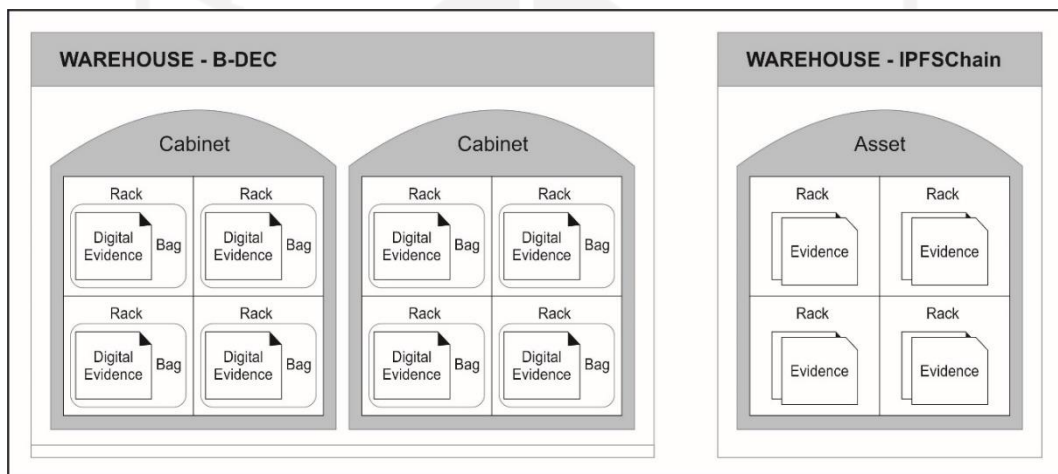 WAREHOUSE - B-DEC
Cabinet
Rack
Digital
Evidence
Bag
Rack
Digital
Evidence
Bag
Rack
Digital
Evidence
Bag
Rack
Digital
Evidence
Bag
Cabinet
Rack
Digital
Evidence
Bag
Rack
Digital
Evidence
Bag
Rack
Digital
Evidence
Bag
Rack
Digital
Evidence
Bag
WAREHOUSE - IPFSChain
Asset
Rack
Evidence
Rack
Evidence
Rack
Evidence
Rack
Evidence